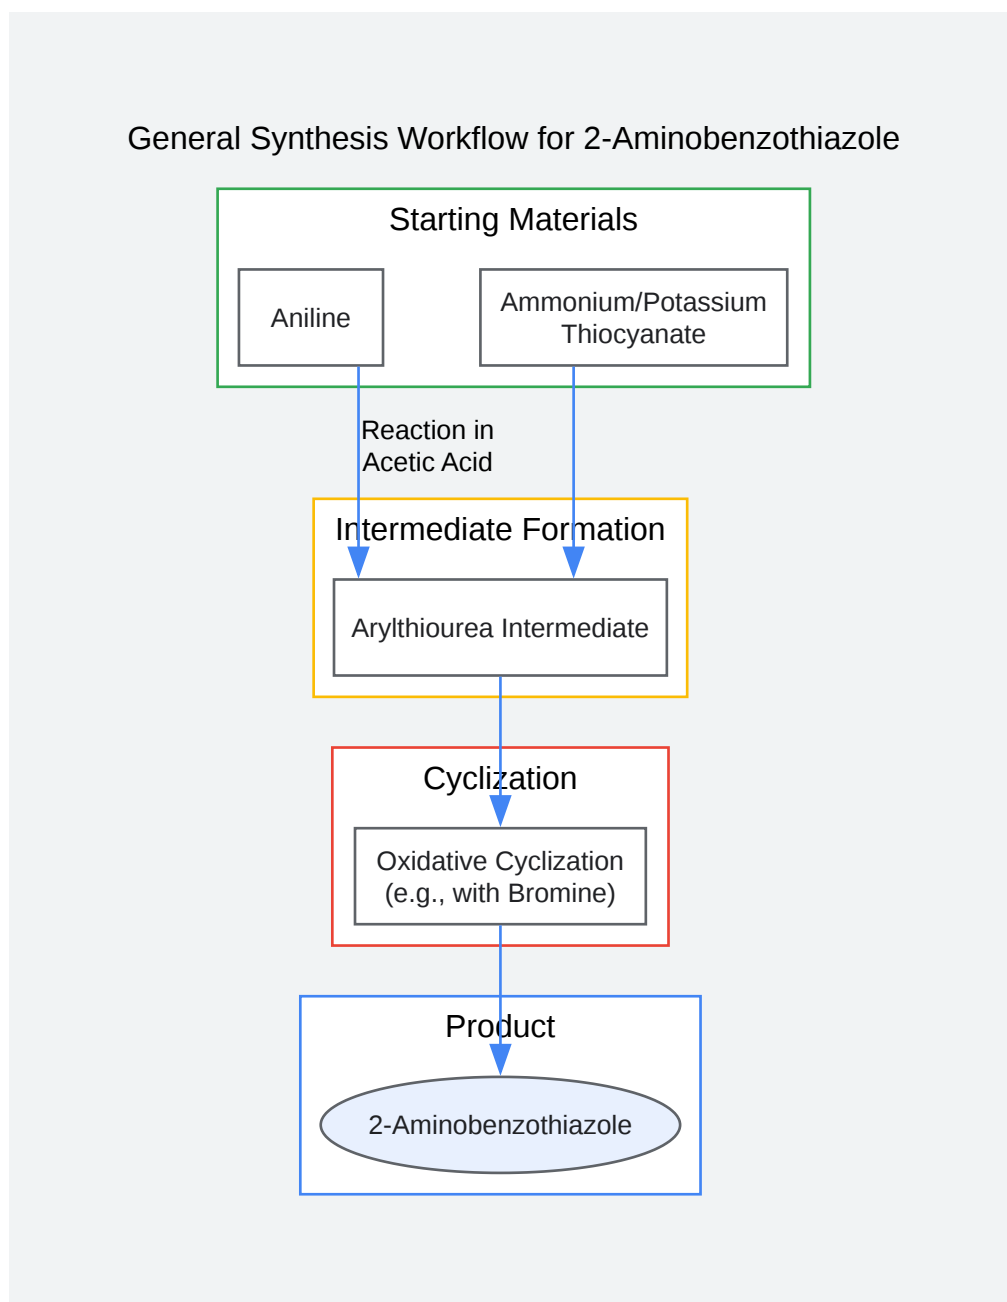 General Synthesis Workflow for 2-Aminobenzothiazole
Starting Materials
Aniline
Ammonium/Potassium
Thiocyanate
Reaction in
Acetic Acid
Intermediate Formation
Arylthiourea Intermediate
Cyclization
Oxidative Cyclization
(e.g., with Bromine)
Product
2-Aminobenzothiazole